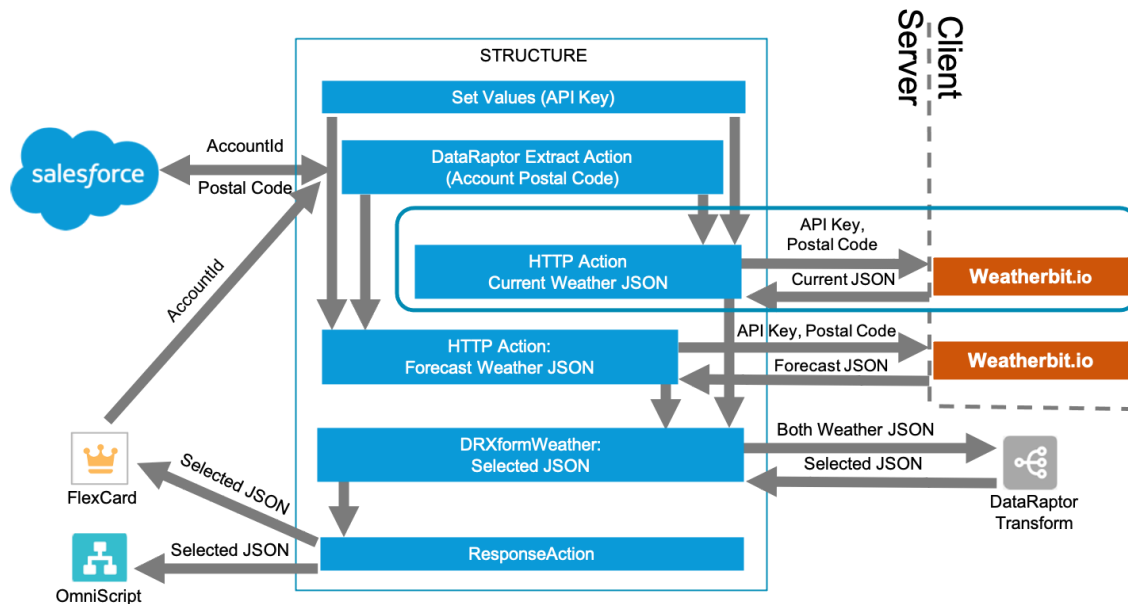 STRUCTURE
Client
Server
Set Values (API Key)
salesforce
AccountId
Postal Code
DataRaptor Extract Action
(Account Postal Code)
API Key,
Postal Code
HTTP Action
Current Weather JSON
Current JSON
Weatherbit.io
AccountId
HTTP Action:
Forecast Weather JSON
API Key, Postal Code
Forecast JSON
Weatherbit.io
DRXformWeather:
Selected JSON
Both Weather JSON
Selected JSON
DataRaptor
Transform
FlexCard
Selected JSON
Selected JSON
ResponseAction
OmniScript